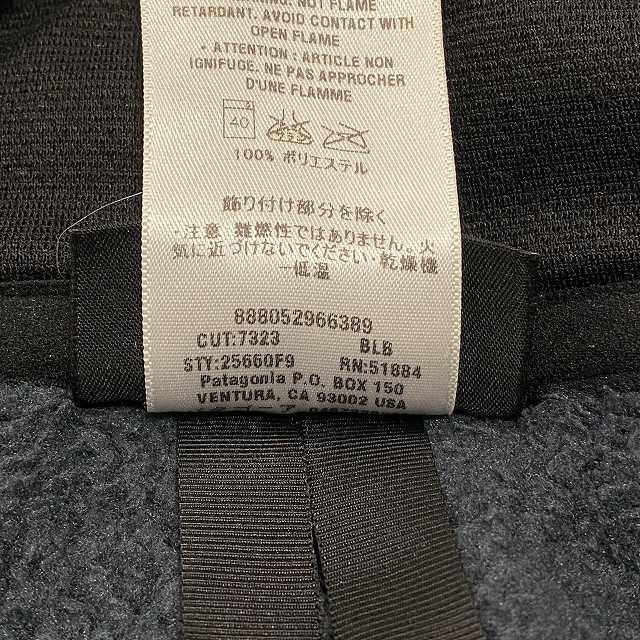 NOT FLAME
RETARDANT. AVOID CONTACT WITH
OPEN FLAME
• ATTENTION : ARTICLE NON
IGNIFUGE. NE PAS APPROCHER
D'UNE FLAMME
40
100% ポリエステル
飾り付け部分を除く
・注意 難燃性ではありません。火
気に近づけないでください・乾燥機
－低温
888052966389
CUT:7323 BLB
STY:25660F9 RN:51884
Patagonia P.O. BOX 150
VENTURA, CA 93002 USA